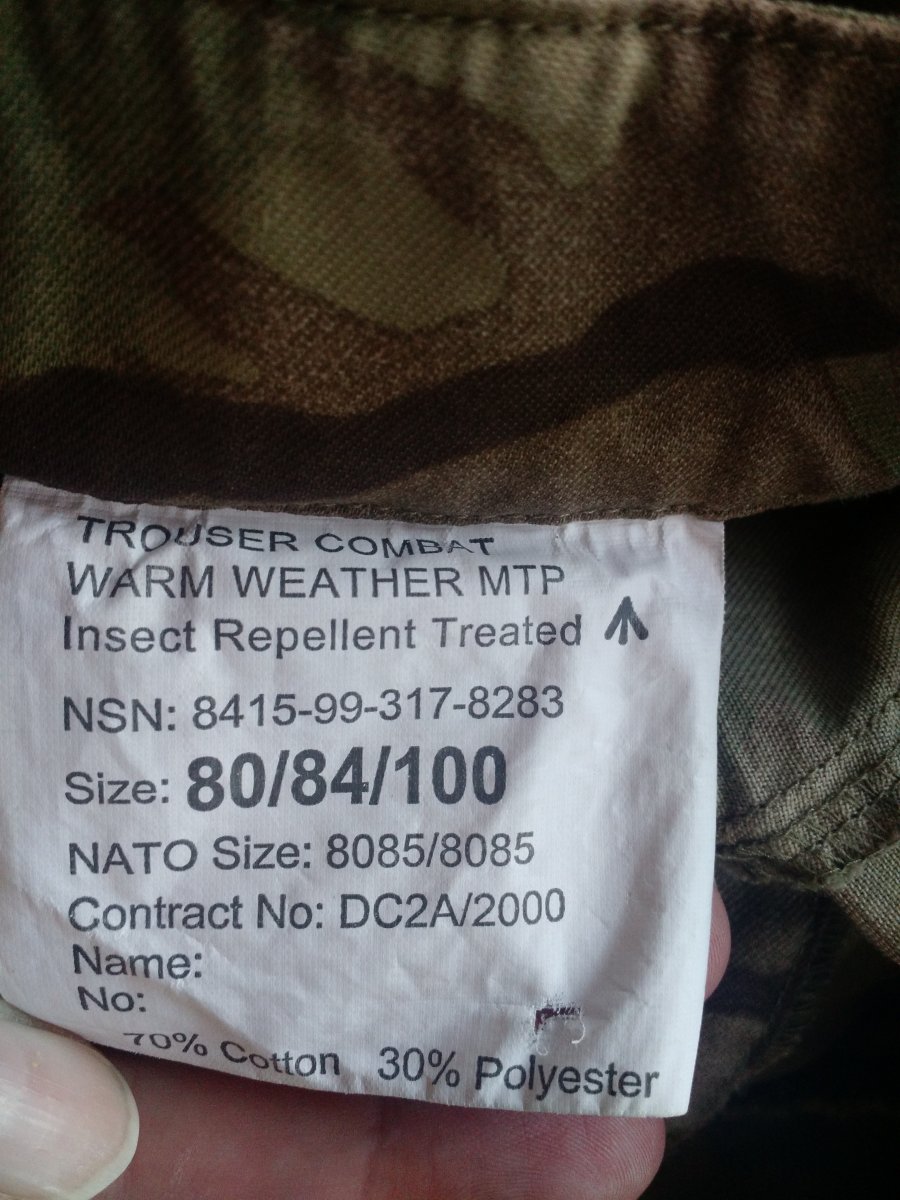 TROUSER COMBAT
WARM WEATHER MTP
Insect Repellent Treated
NSN: 8415-99-317-8283
Size: 80/84/100
NATO Size: 8085/8085
Contract No: DC2A/2000
Name:
No:
70% Cotton 30% Polyester